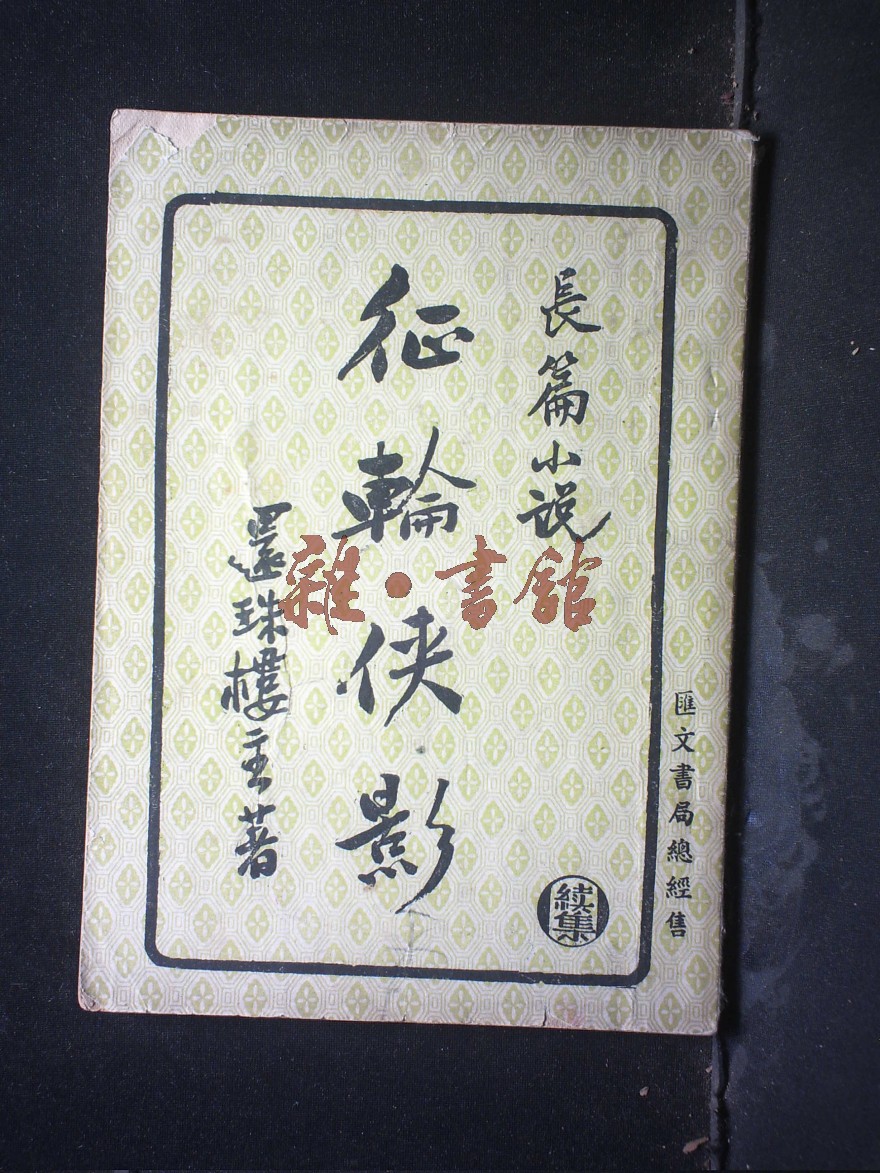 長篇小说
征輪俠影
還珠樓主著
續集
匯文書局總經售
雜·書館